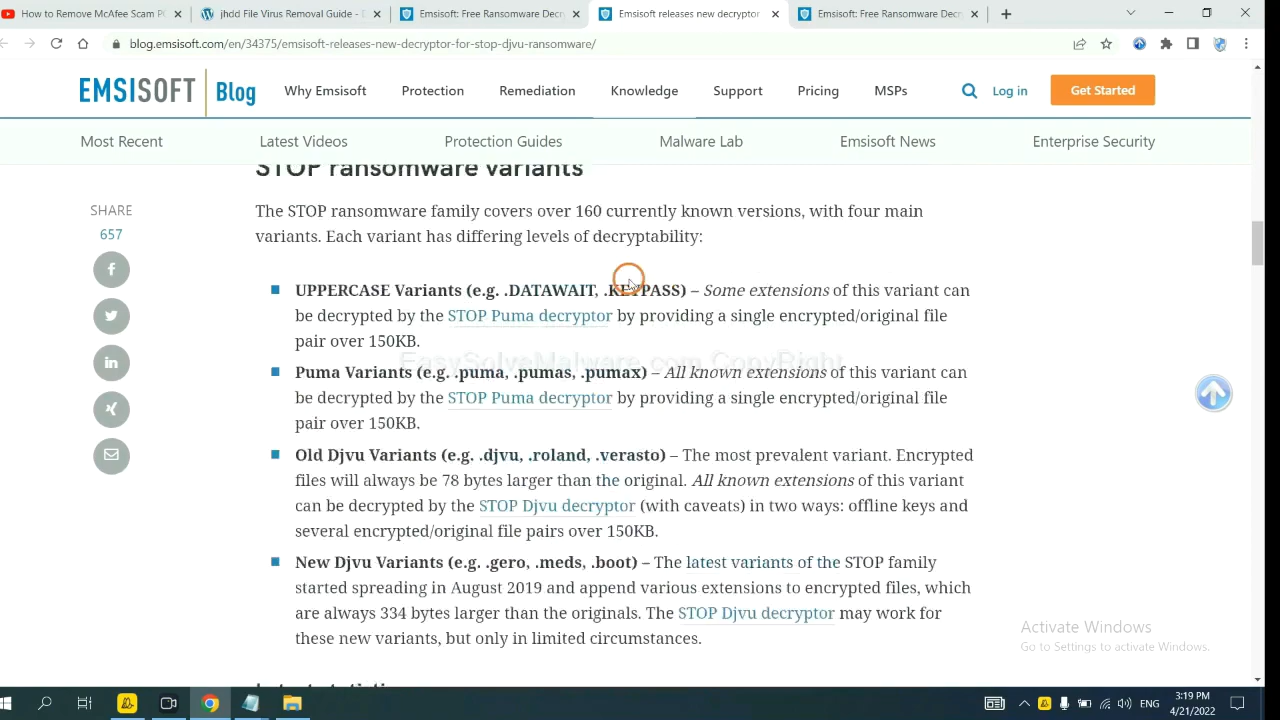 How to Remove McAfee Scam P
jhdd File Virus Removal Guide - D
Emsisoft: Free Ransomware Decr
Emsisoft releases new decryptor
Emsisoft: Free Ransomware Decr
blog.emsisoft.com/en/34375/emsisoft-releases-new-decryptor-for-stop-djvu-ransomware/
EMSISOFT Blog Why Emsisoft Protection Remediation Knowledge Support Pricing MSPs Log in Get Started
Most Recent Latest Videos Protection Guides Malware Lab Emsisoft News Enterprise Security
STOP ransomware variants
SHARE
657
The STOP ransomware family covers over 160 currently known versions, with four main
variants. Each variant has differing levels of decryptability:
UPPERCASE Variants (e.g. .DATAWAIT, .KEYPASS) – Some extensions of this variant can
be decrypted by the STOP Puma decryptor by providing a single encrypted/original file
pair over 150KB.
EasySolveMalware.com CopyRight
Puma Variants (e.g. .puma, .pumas, .pumax) – All known extensions of this variant can
be decrypted by the STOP Puma decryptor by providing a single encrypted/original file
pair over 150KB.
Old Djvu Variants (e.g. .djvu, .roland, .verasto) – The most prevalent variant. Encrypted
files will always be 78 bytes larger than the original. All known extensions of this variant
can be decrypted by the STOP Djvu decryptor (with caveats) in two ways: offline keys and
several encrypted/original file pairs over 150KB.
New Djvu Variants (e.g. .gero, .meds, .boot) – The latest variants of the STOP family
started spreading in August 2019 and append various extensions to encrypted files, which
are always 334 bytes larger than the originals. The STOP Djvu decryptor may work for
these new variants, but only in limited circumstances.
Activate Windows
Go to Settings to activate Windows.
ENG
3:19 PM
4/21/2022